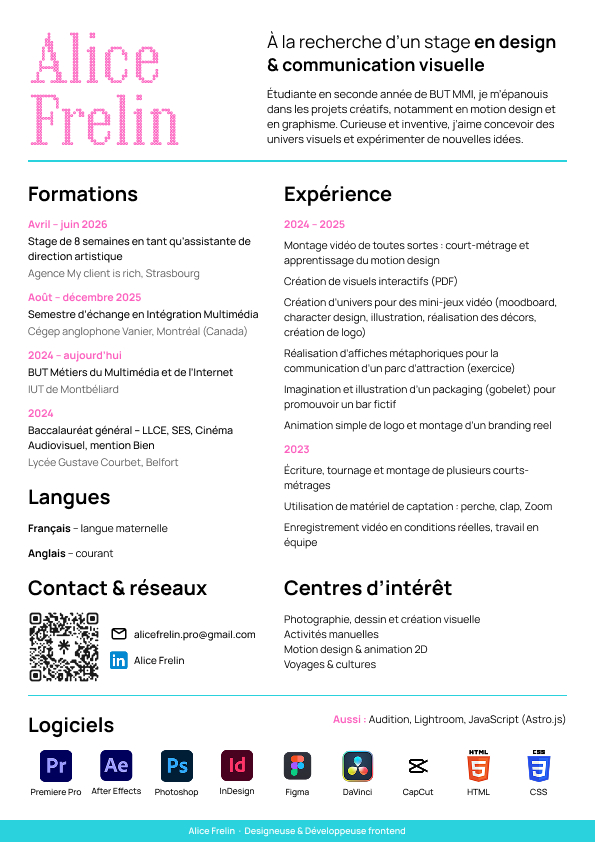 Alice
Frelin
À la recherche d'un stage en design
& communication visuelle
Étudiante en seconde année de BUT MMI, je m'épanouis
dans les projets créatifs, notamment en motion design et
en graphisme. Curieuse et inventive, j'aime concevoir des
univers visuels et expérimenter de nouvelles idées.
Formations
Avril – juin 2026
Stage de 8 semaines en tant qu'assistante de
direction artistique
Agence My client is rich, Strasbourg
Août – décembre 2025
Semestre d'échange en Intégration Multimédia
Cégep anglophone Vanier, Montréal (Canada)
2024 – aujourd'hui
BUT Métiers du Multimédia et de l'Internet
IUT de Montbéliard
2024
Baccalauréat général – LLCE, SES, Cinéma
Audiovisuel, mention Bien
Lycée Gustave Courbet, Belfort
Langues
Français – langue maternelle
Anglais – courant
Contact & réseaux
alicefrelin.pro@gmail.com
in Alice Frelin
Expérience
2024 – 2025
Montage vidéo de toutes sortes : court-métrage et
apprentissage du motion design
Création de visuels interactifs (PDF)
Création d'univers pour des mini-jeux vidéo (moodboard,
character design, illustration, réalisation des décors,
création de logo)
Réalisation d'affiches métaphoriques pour la
communication d'un parc d'attraction (exercice)
Imagination et illustration d'un packaging (gobelet) pour
promouvoir un bar fictif
Animation simple de logo et montage d'un branding reel
2023
Écriture, tournage et montage de plusieurs courts-
métrages
Utilisation de matériel de captation : perche, clap, Zoom
Enregistrement vidéo en conditions réelles, travail en
équipe
Centres d'intérêt
Photographie, dessin et création visuelle
Activités manuelles
Motion design & animation 2D
Voyages & cultures
Logiciels
Aussi : Audition, Lightroom, JavaScript (Astro.js)
Pr Ae Ps Id HTML 5 CSS 3
Premiere Pro After Effects Photoshop InDesign Figma DaVinci CapCut HTML CSS
Alice Frelin · Designeuse & Développeuse frontend